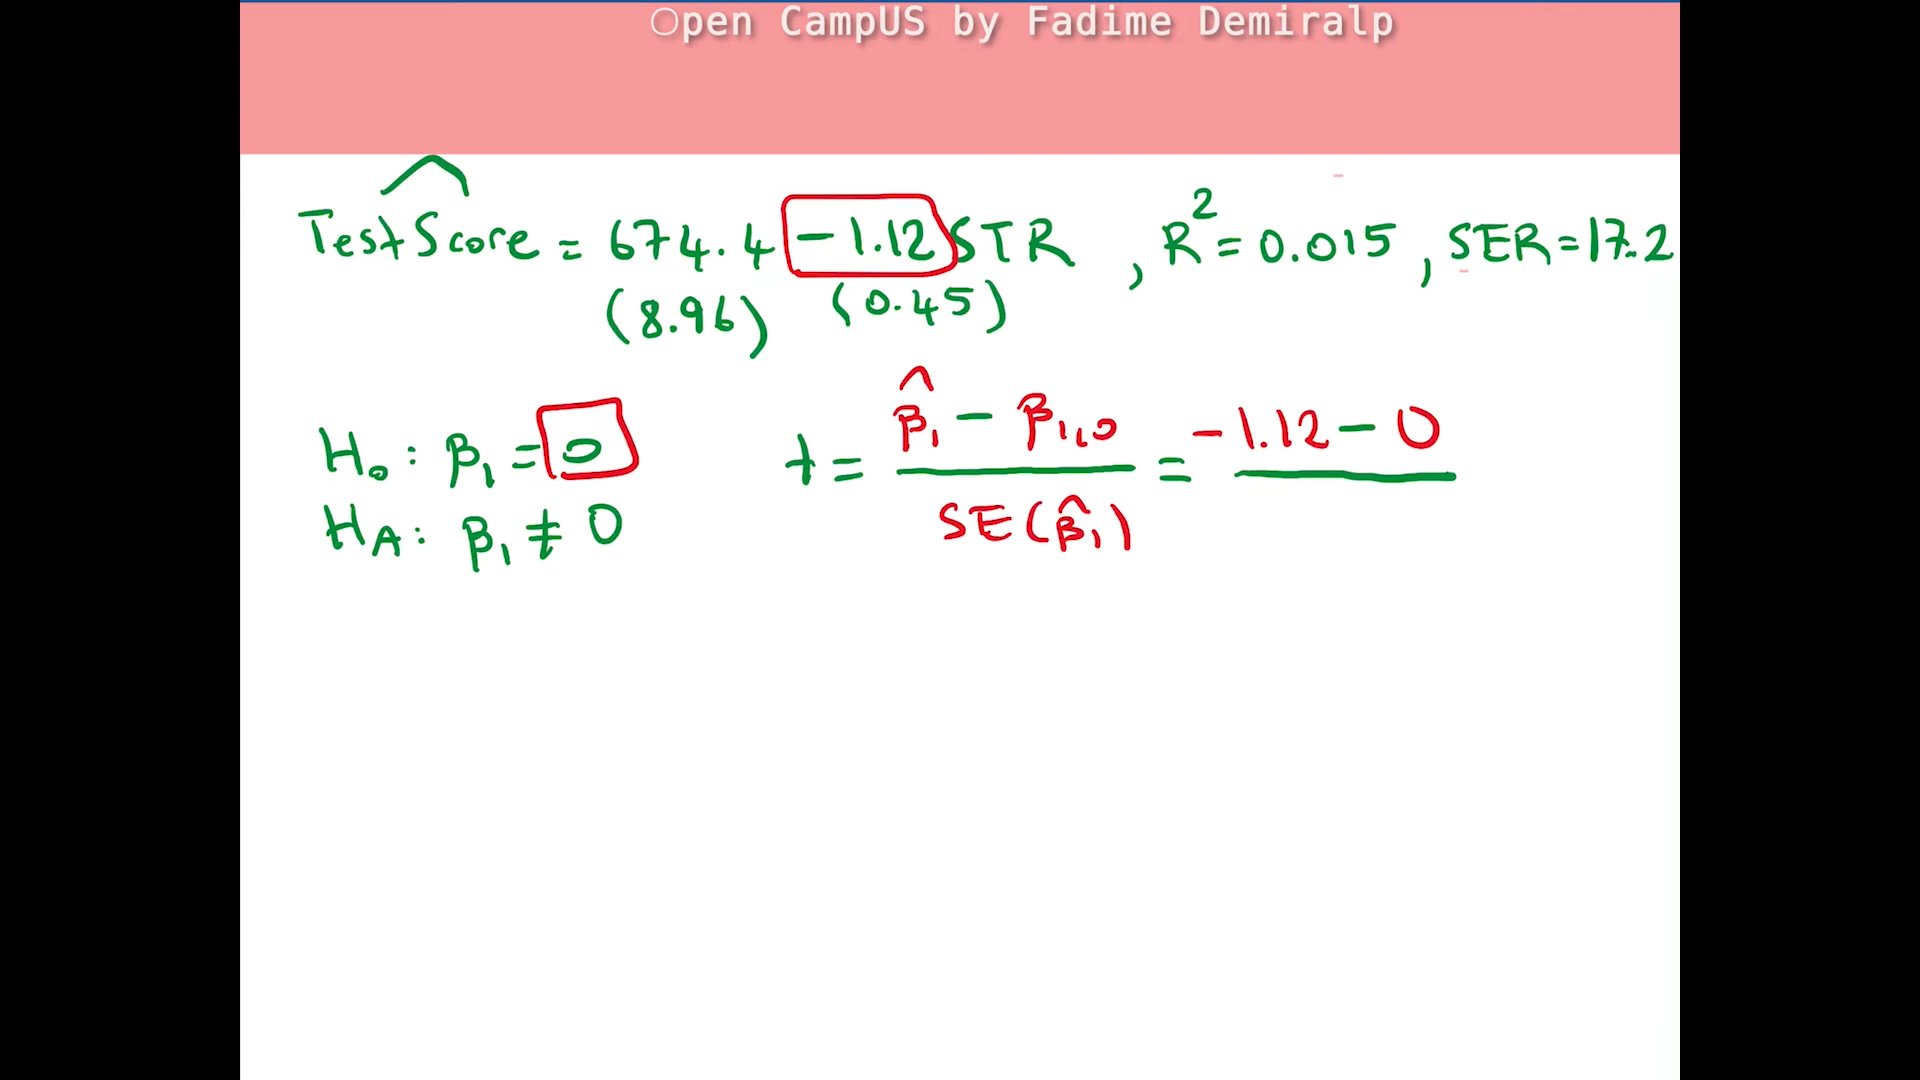 Open CampUS by Fadime Demiralp
^TestScore = 674.4 - 1.12 STR , R² = 0.015 , SER = 17.2
(8.96) (0.45)
H₀ : β₁ = 0
t = (β̂₁ - β₁,₀) / SE(β̂₁) = -1.12 - 0
H_A : β₁ ≠ 0